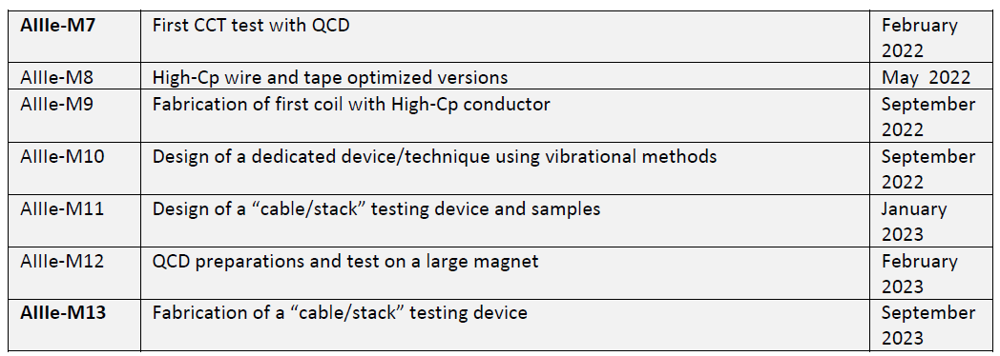 AIIIe-M7 First CCT test with QCD February
2022
AIIIe-M8 High-Cp wire and tape optimized versions May 2022
AIIIe-M9 Fabrication of first coil with High-Cp conductor September
2022
AIIIe-M10 Design of a dedicated device/technique using vibrational methods September
2022
AIIIe-M11 Design of a “cable/stack” testing device and samples January
2023
AIIIe-M12 QCD preparations and test on a large magnet February
2023
AIIIe-M13 Fabrication of a “cable/stack” testing device September
2023